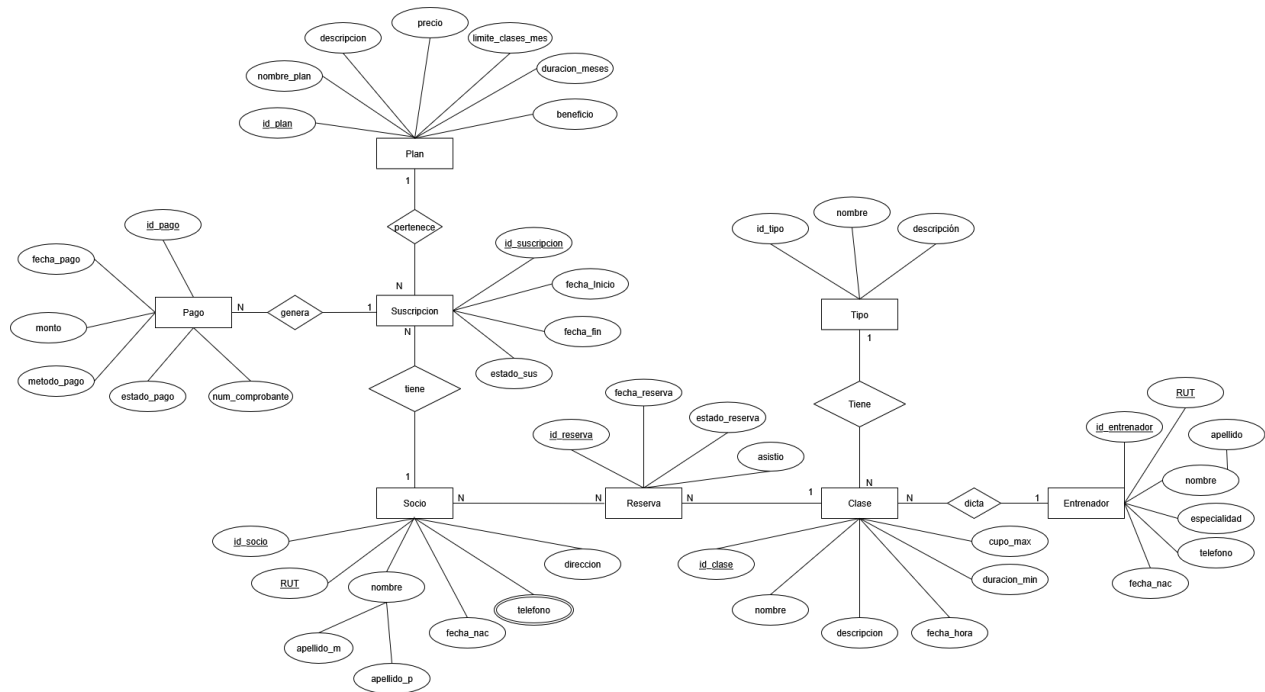 precio
descripcion
limite_clases_mes
nombre_plan
duracion_meses
id_plan
beneficio
Plan
1
pertenece
N
id_pago
fecha_pago
monto
metodo_pago
estado_pago
num_comprobante
Pago
N
genera
1
Suscripcion
id_suscripcion
fecha_Inicio
fecha_fin
estado_sus
N
tiene
1
id_tipo
nombre
descripción
Tipo
1
Tiene
N
fecha_reserva
id_reserva
estado_reserva
asistio
Socio
N
N
Reserva
N
1
Clase
N
dicta
1
Entrenador
RUT
id_entrenador
apellido
nombre
especialidad
telefono
fecha_nac
id_socio
RUT
nombre
apellido_m
apellido_p
fecha_nac
telefono
direccion
id_clase
nombre
descripcion
fecha_hora
duracion_min
cupo_max